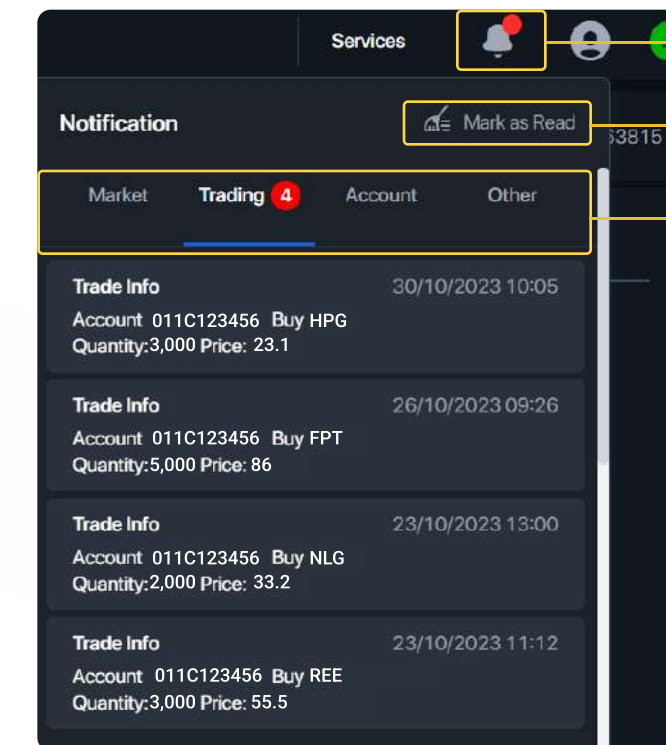 Services
Notification
Mark as Read
63815
Market
Trading 4
Account
Other
Trade Info 30/10/2023 10:05
Account 011C123456 Buy HPG
Quantity:3,000 Price: 23.1
Trade Info 26/10/2023 09:26
Account 011C123456 Buy FPT
Quantity:5,000 Price: 86
Trade Info 23/10/2023 13:00
Account 011C123456 Buy NLG
Quantity:2,000 Price: 33.2
Trade Info 23/10/2023 11:12
Account 011C123456 Buy REE
Quantity:3,000 Price: 55.5